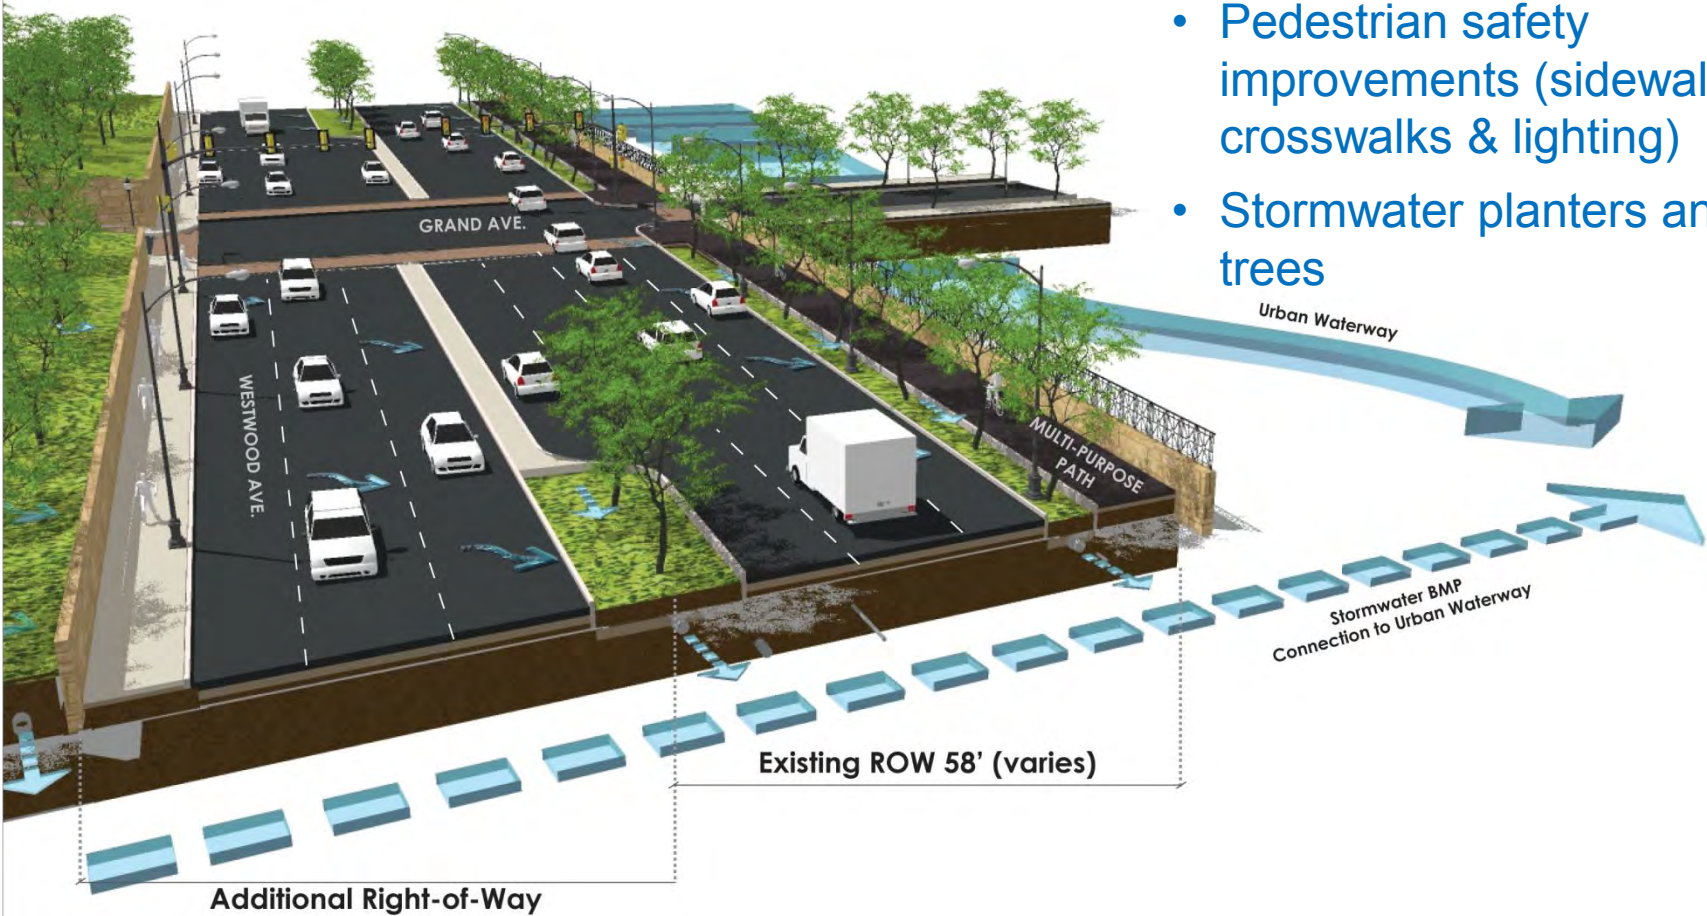 • Pedestrian safety
improvements (sidewal
crosswalks & lighting)
• Stormwater planters an
trees
GRAND AVE.
Urban Waterway
WESTWOOD AVE.
MULTI-PURPOSE
PATH
Stormwater BMP
Connection to Urban Waterway
Existing ROW 58’ (varies)
Additional Right-of-Way